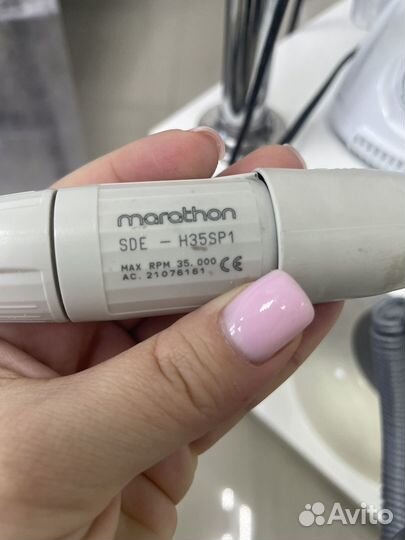 marathon
SDE - H35SP1
MAX RPM 35.000
AC. 21076161 CE
Avito